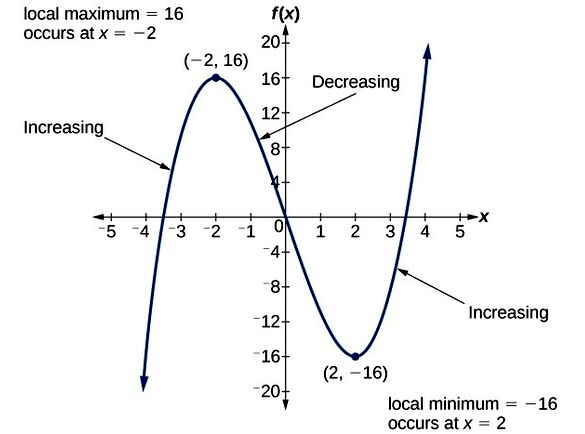 local maximum = 16
occurs at x = −2
f(x)
20
(−2, 16)
16
Decreasing
12
Increasing
8
4
x
−5 −4 −3 −2 −1 0 1 2 3 4 5
−4
−8
Increasing
−12
−16
(2, −16)
−20
local minimum = −16
occurs at x = 2